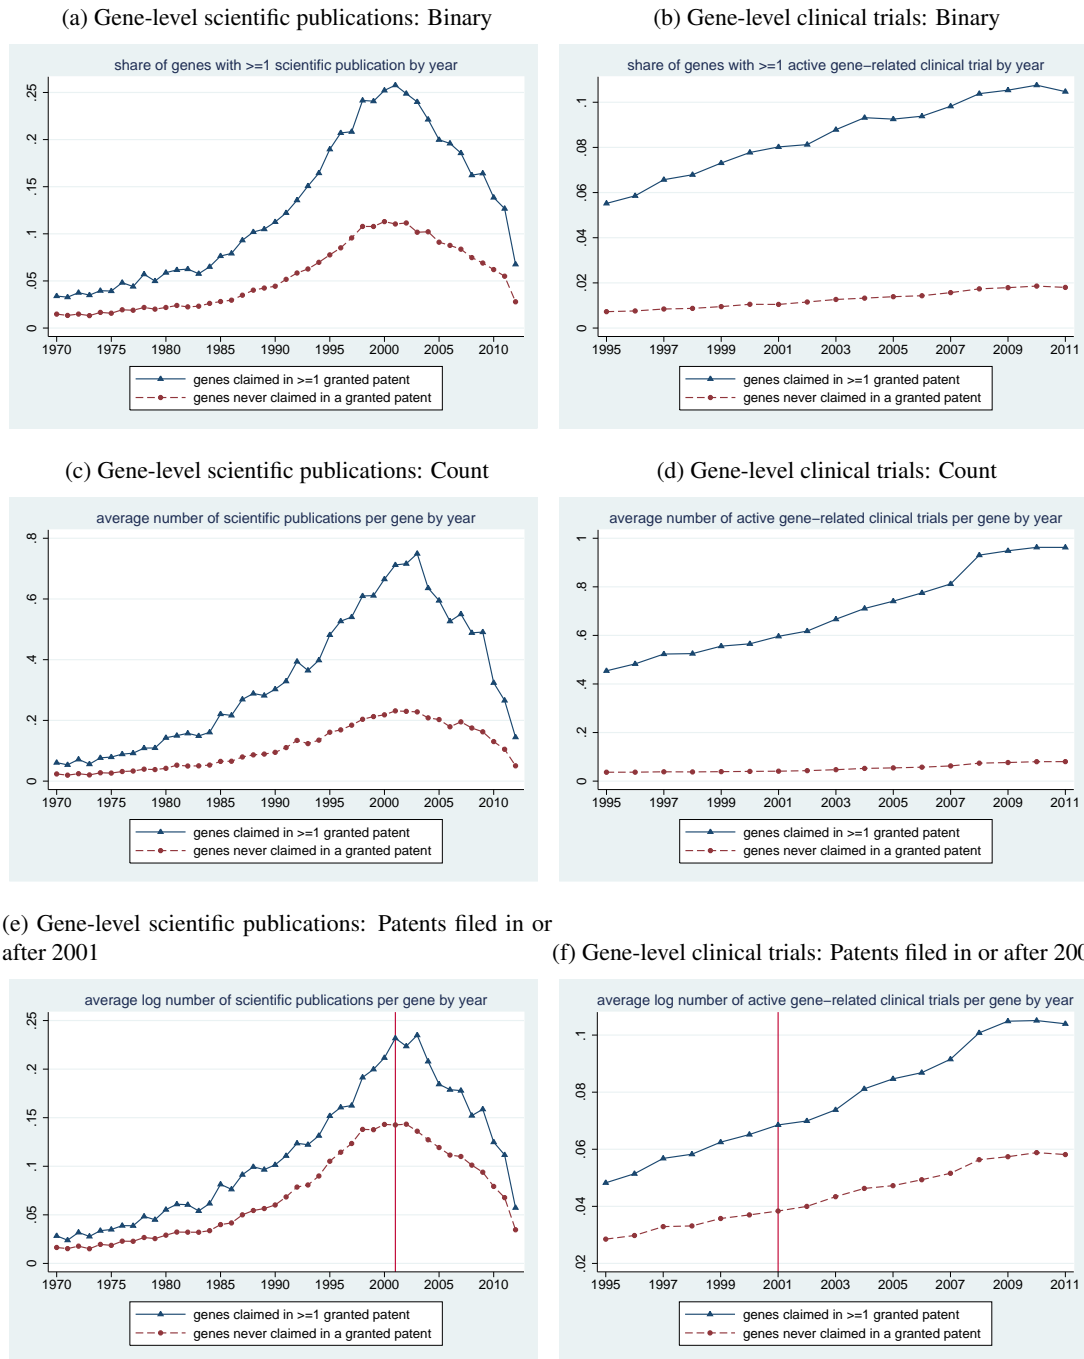 (a) Gene-level scientific publications: Binary
share of genes with >=1 scientific publication by year
.25
.2
.15
.1
.05
0
1970 1975 1980 1985 1990 1995 2000 2005 2010
genes claimed in >=1 granted patent
genes never claimed in a granted patent
(b) Gene-level clinical trials: Binary
share of genes with >=1 active gene−related clinical trial by year
.1
.08
.06
.04
.02
0
1995 1997 1999 2001 2003 2005 2007 2009 2011
genes claimed in >=1 granted patent
genes never claimed in a granted patent
(c) Gene-level scientific publications: Count
average number of scientific publications per gene by year
.8
.6
.4
.2
0
1970 1975 1980 1985 1990 1995 2000 2005 2010
genes claimed in >=1 granted patent
genes never claimed in a granted patent
(d) Gene-level clinical trials: Count
average number of active gene−related clinical trials per gene by year
1
.8
.6
.4
.2
0
1995 1997 1999 2001 2003 2005 2007 2009 2011
genes claimed in >=1 granted patent
genes never claimed in a granted patent
(e) Gene-level scientific publications: Patents filed in or
after 2001
average log number of scientific publications per gene by year
.25
.2
.15
.1
.05
0
1970 1975 1980 1985 1990 1995 2000 2005 2010
genes claimed in >=1 granted patent
genes never claimed in a granted patent
(f) Gene-level clinical trials: Patents filed in or after
average log number of active gene−related clinical trials per gene by year
.1
.08
.06
.04
.02
1995 1997 1999 2001 2003 2005 2007 2009 2011
genes claimed in >=1 granted patent
genes never claimed in a granted patent